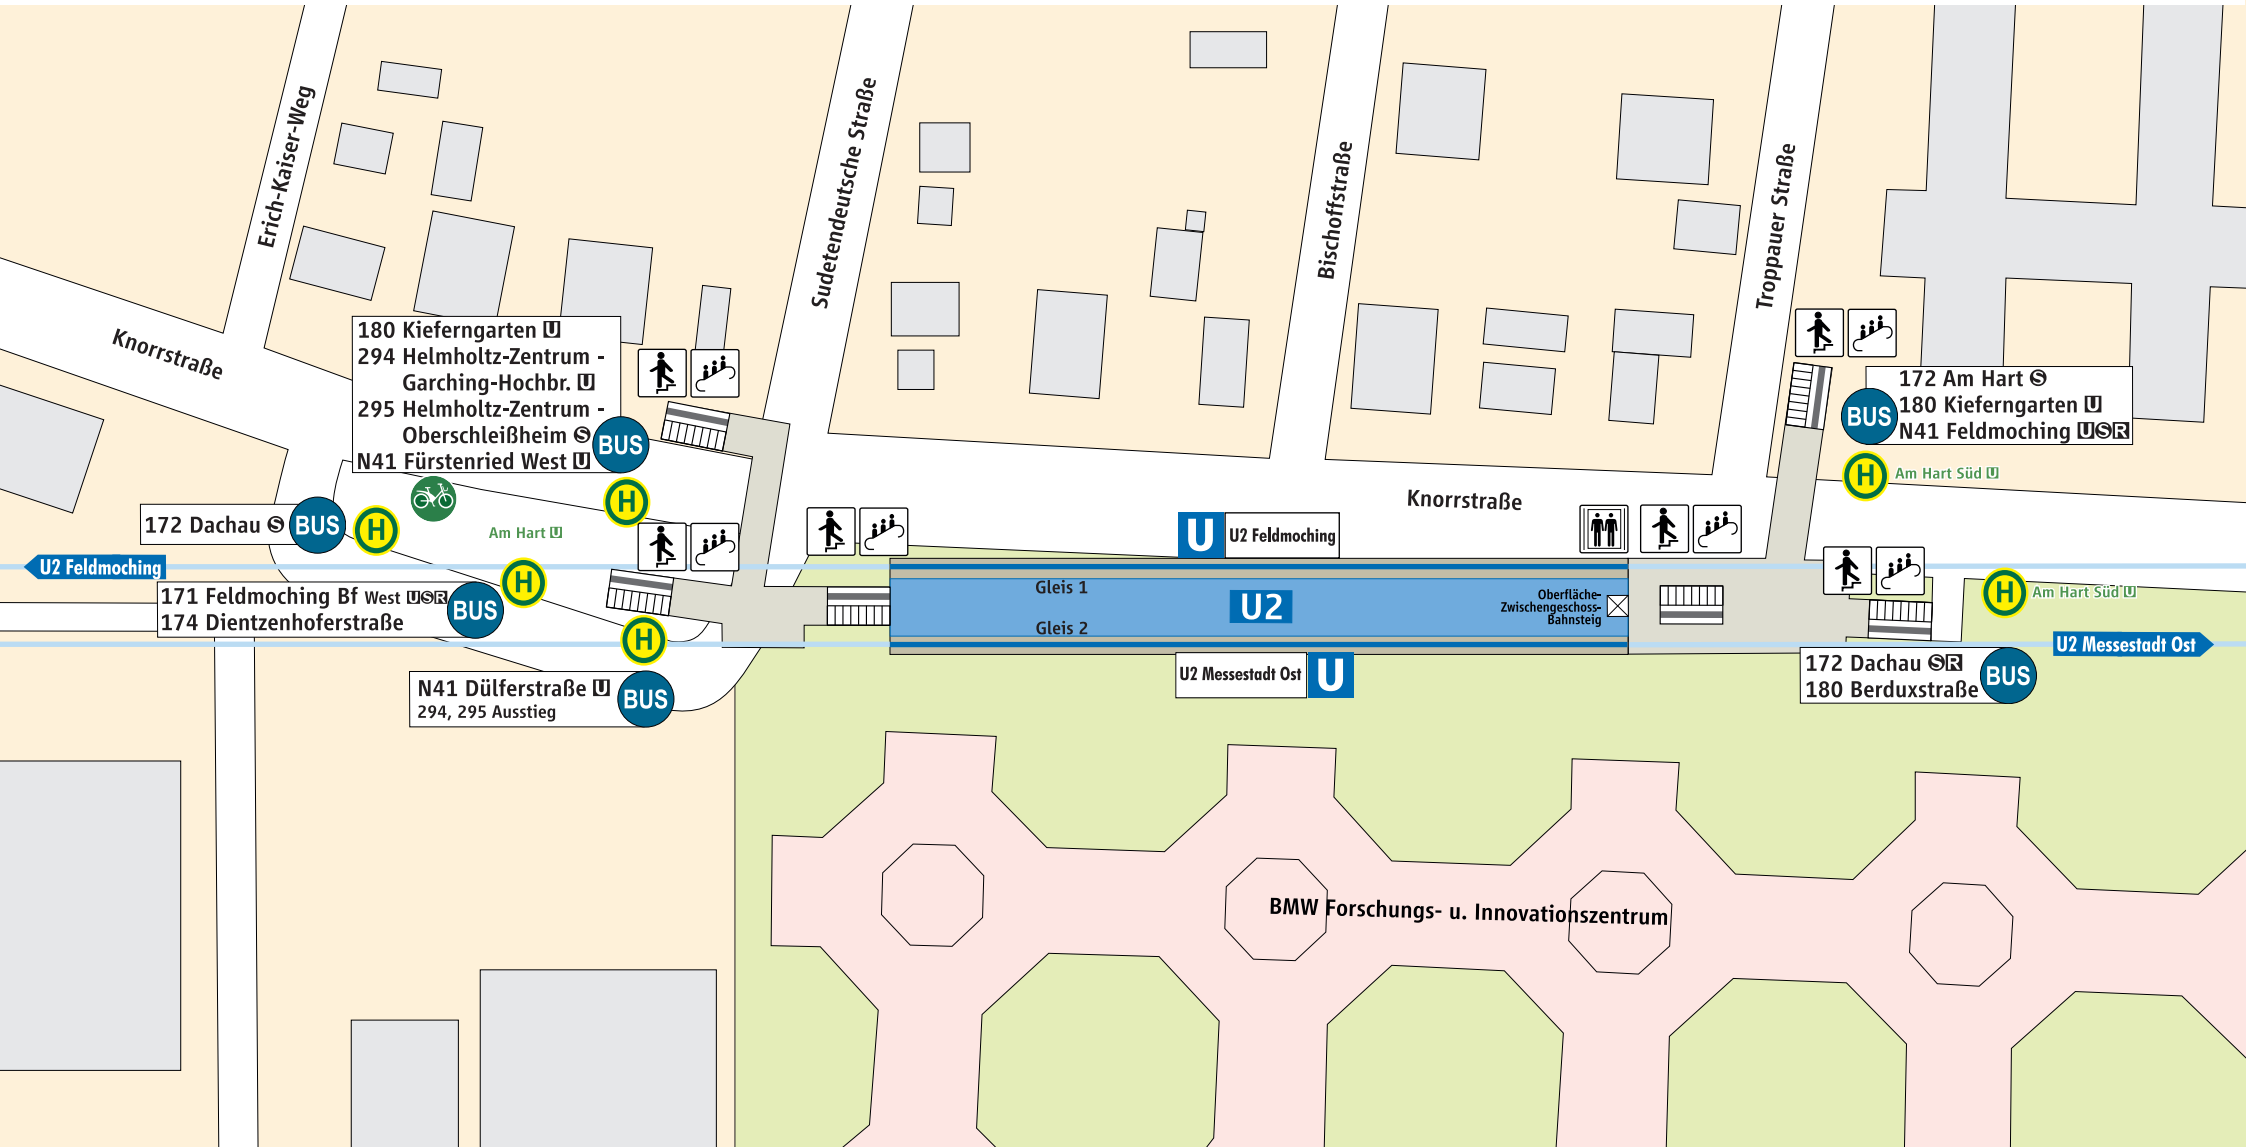 Erich-Kaiser-Weg
Sudetendeutsche Straße
Bischoffstraße
Troppauer Straße
Knorrstraße
180 Kieferngarten U
294 Helmholtz-Zentrum -
Garching-Hochbr. U
295 Helmholtz-Zentrum -
Oberschleißheim S
N41 Fürstenried West U
BUS
H
172 Am Hart S
180 Kieferngarten U
N41 Feldmoching USR
BUS
H
Am Hart Süd U
172 Dachau S
BUS
H
Am Hart U
Knorrstraße
U
U2 Feldmoching
U2 Feldmoching
171 Feldmoching Bf West USR
174 Dientzenhoferstraße
BUS
H
H
Gleis 1
U2
Gleis 2
Oberfläche-
Zwischengeschoss-
Bahnsteig
H
Am Hart Süd U
U2 Messestadt Ost
N41 Dülferstraße U
294, 295 Ausstieg
BUS
U2 Messestadt Ost
U
172 Dachau SR
180 Berduxstraße
BUS
BMW Forschungs- u. Innovationszentrum